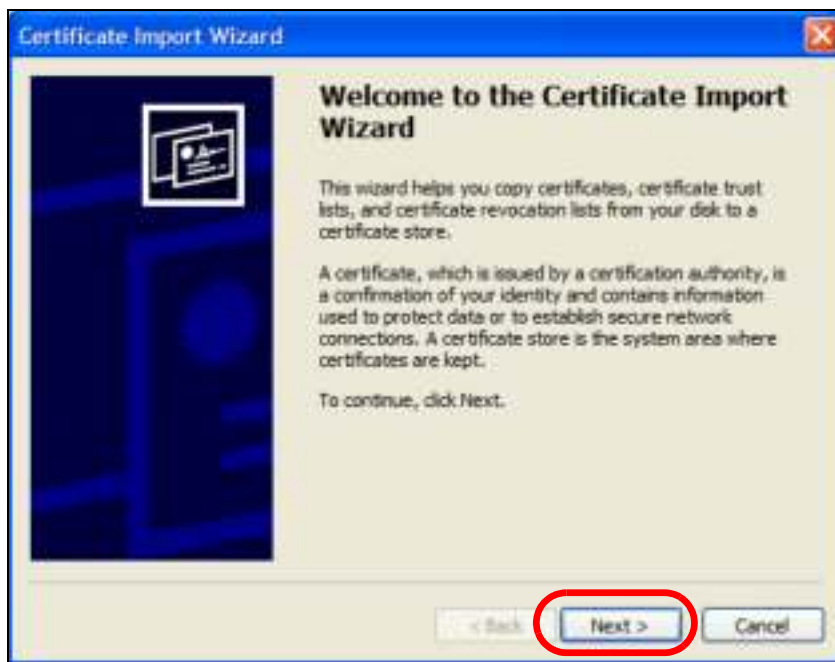 Certificate Import Wizard
Welcome to the Certificate Import
Wizard
This wizard helps you copy certificates, certificate trust
lists, and certificate revocation lists from your disk to a
certificate store.
A certificate, which is issued by a certification authority, is
a confirmation of your identity and contains information
used to protect data or to establish secure network
connections. A certificate store is the system area where
certificates are kept.
To continue, click Next.
< Back
Next >
Cancel